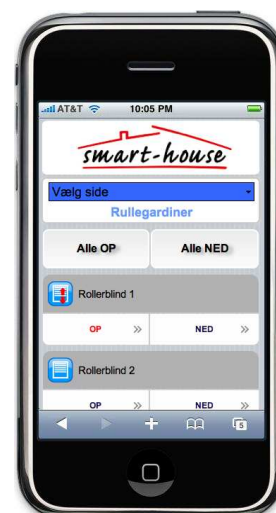 AT&T 10:05 PM
smart-house
Vælg side
Rullegardiner
Alle OP Alle NED
Rollerblind 1
OP » NED »
Rollerblind 2
OP » NED »
5